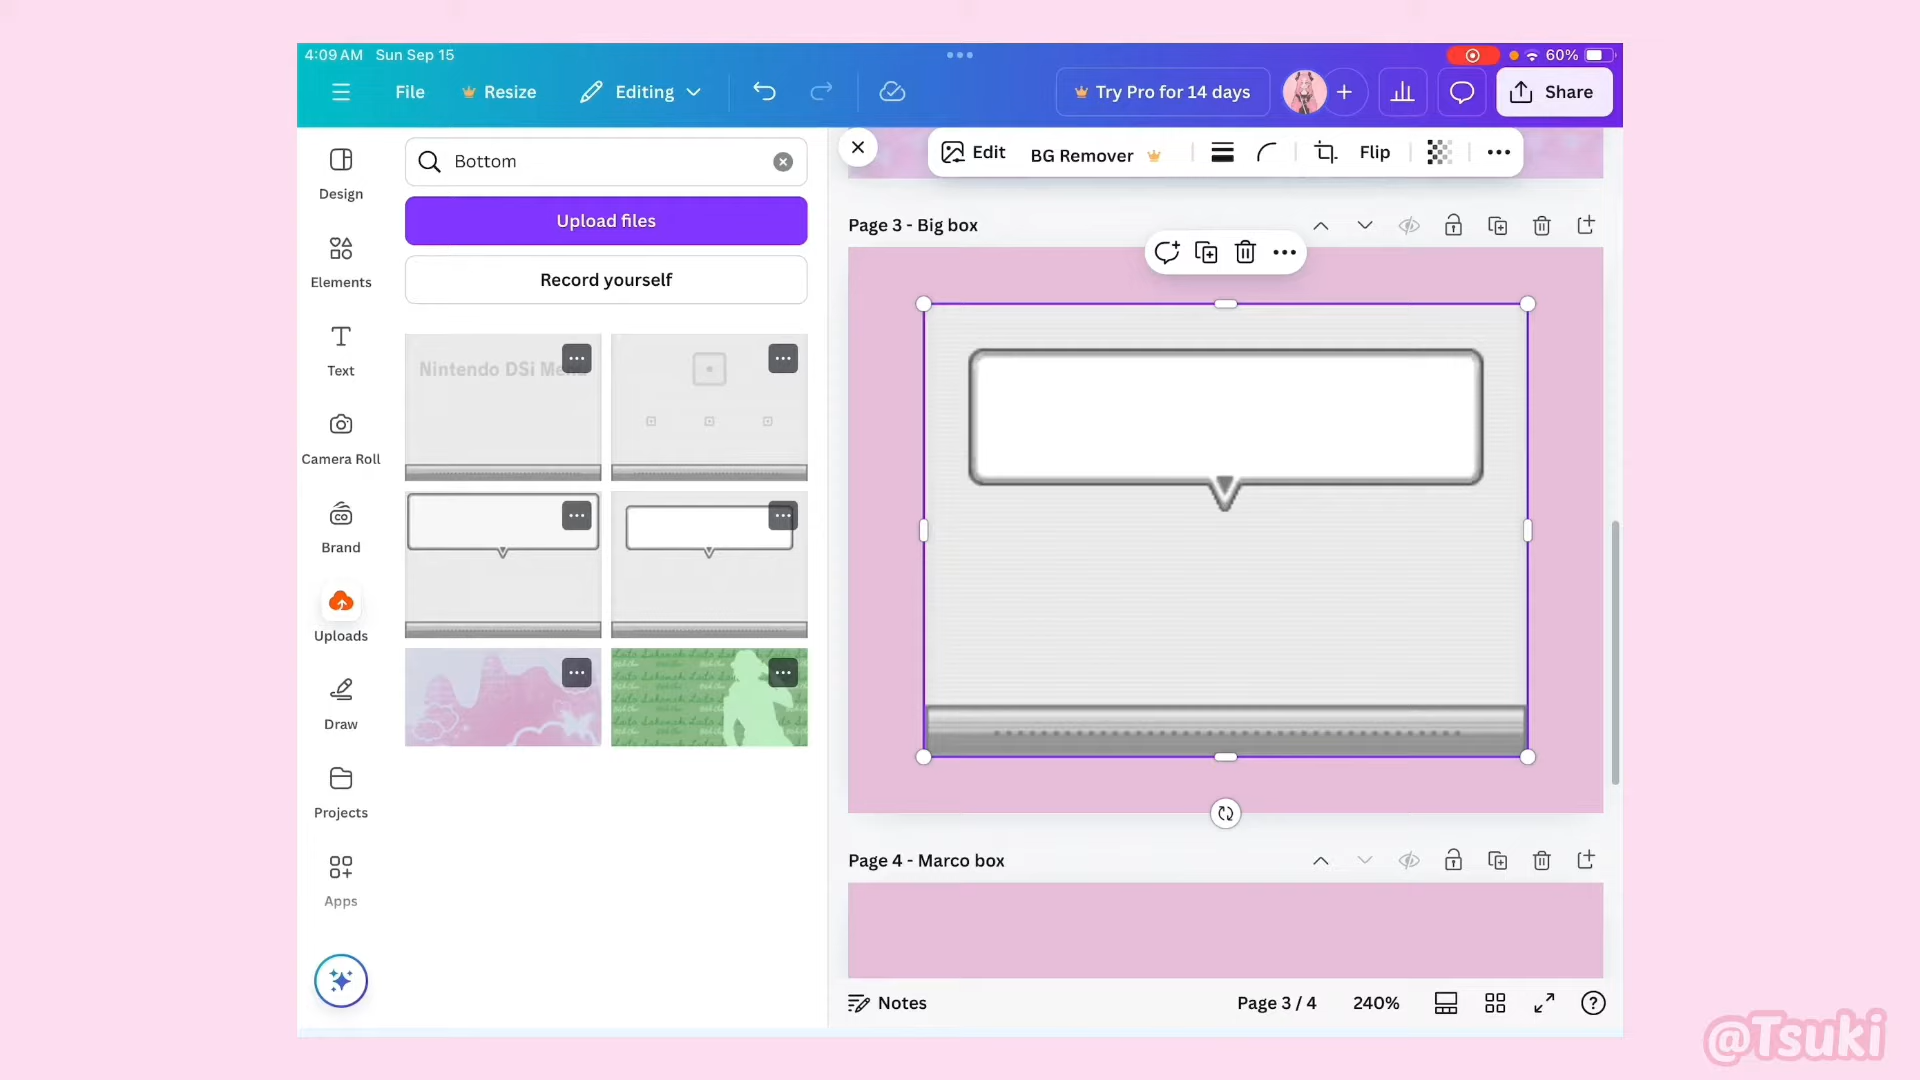 4:09 AM Sun Sep 15
60%
File
Resize
Editing
Try Pro for 14 days
Share
Design
Elements
Text
Camera Roll
Brand
Uploads
Draw
Projects
Apps
Bottom
Upload files
Record yourself
Nintendo DSi Men
Edit
BG Remover
Flip
Page 3 - Big box
Page 4 - Marco box
Notes
Page 3 / 4
240%
@Tsuki